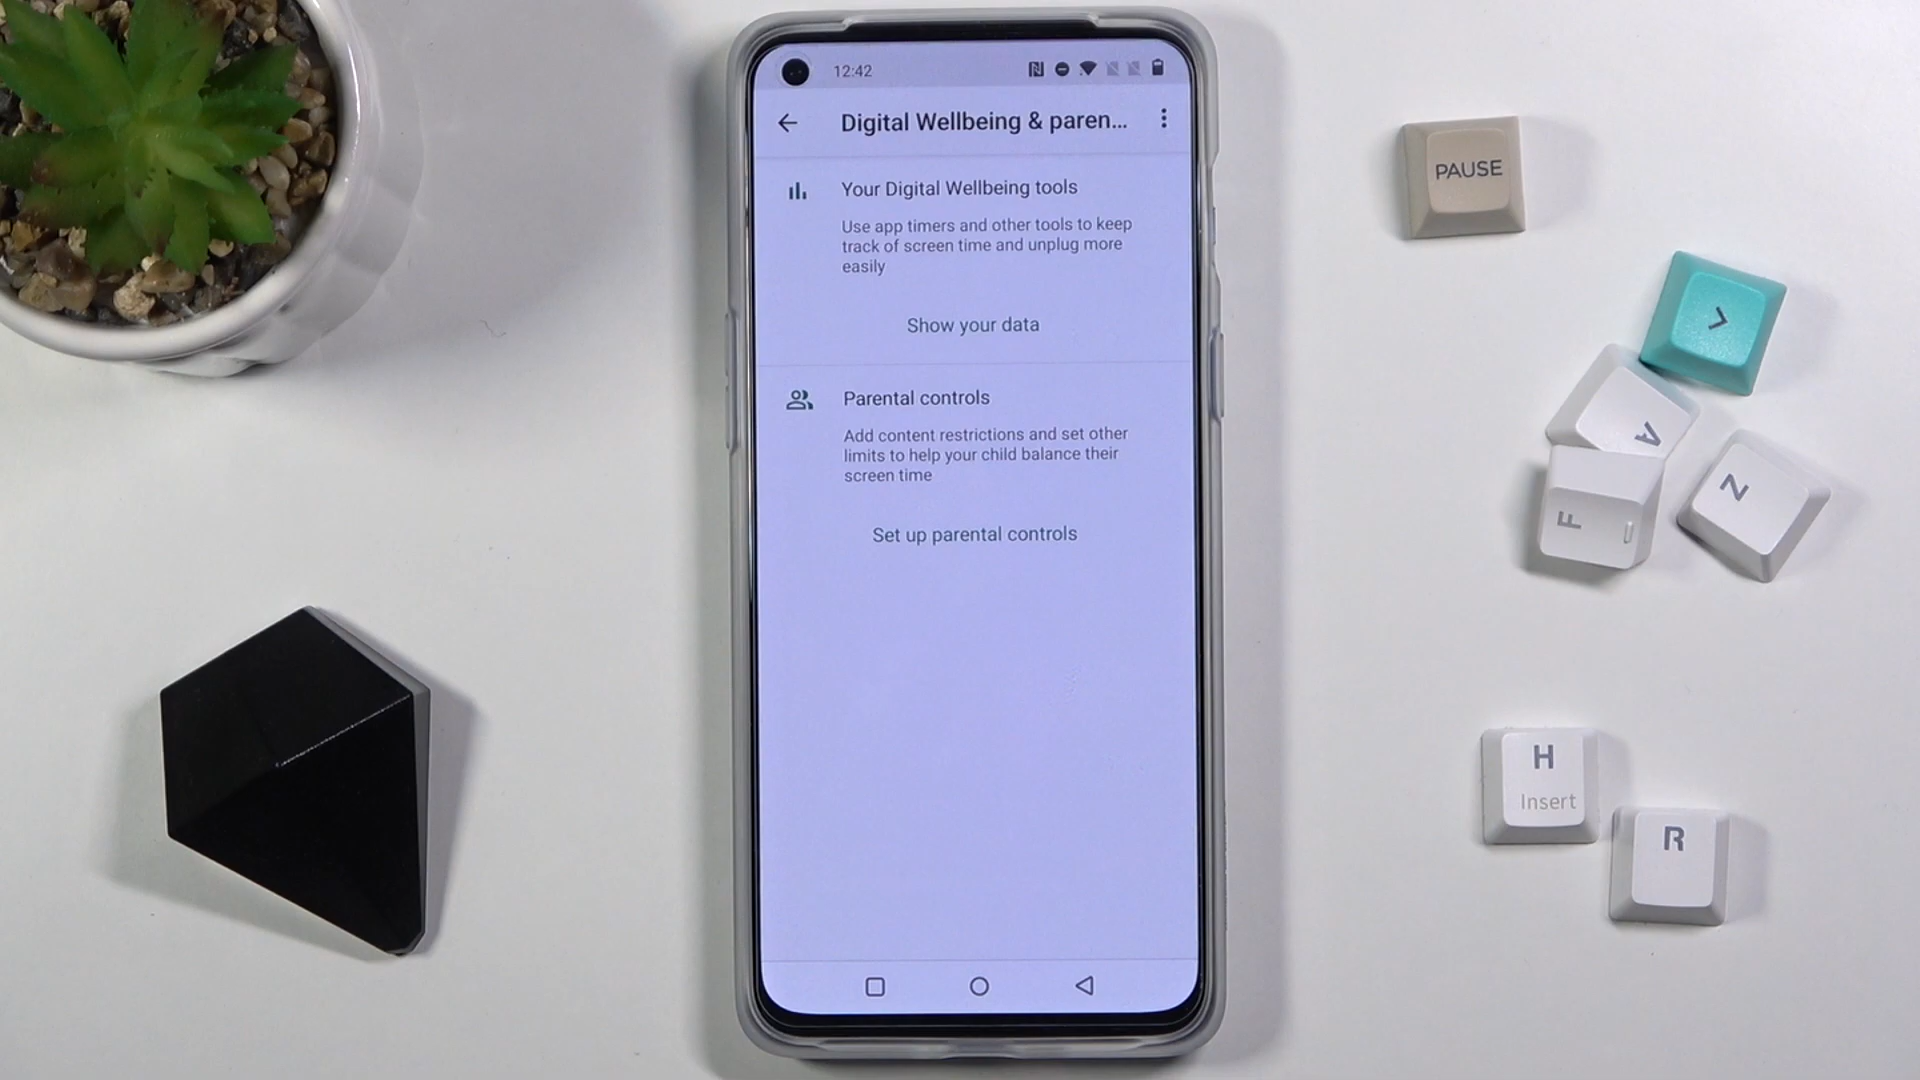 12:42
Digital Wellbeing & paren...
Your Digital Wellbeing tools
Use app timers and other tools to keep
track of screen time and unplug more
easily
Show your data
Parental controls
Add content restrictions and set other
limits to help your child balance their
screen time
Set up parental controls
PAUSE
>
A
F
Z
H
Insert
R